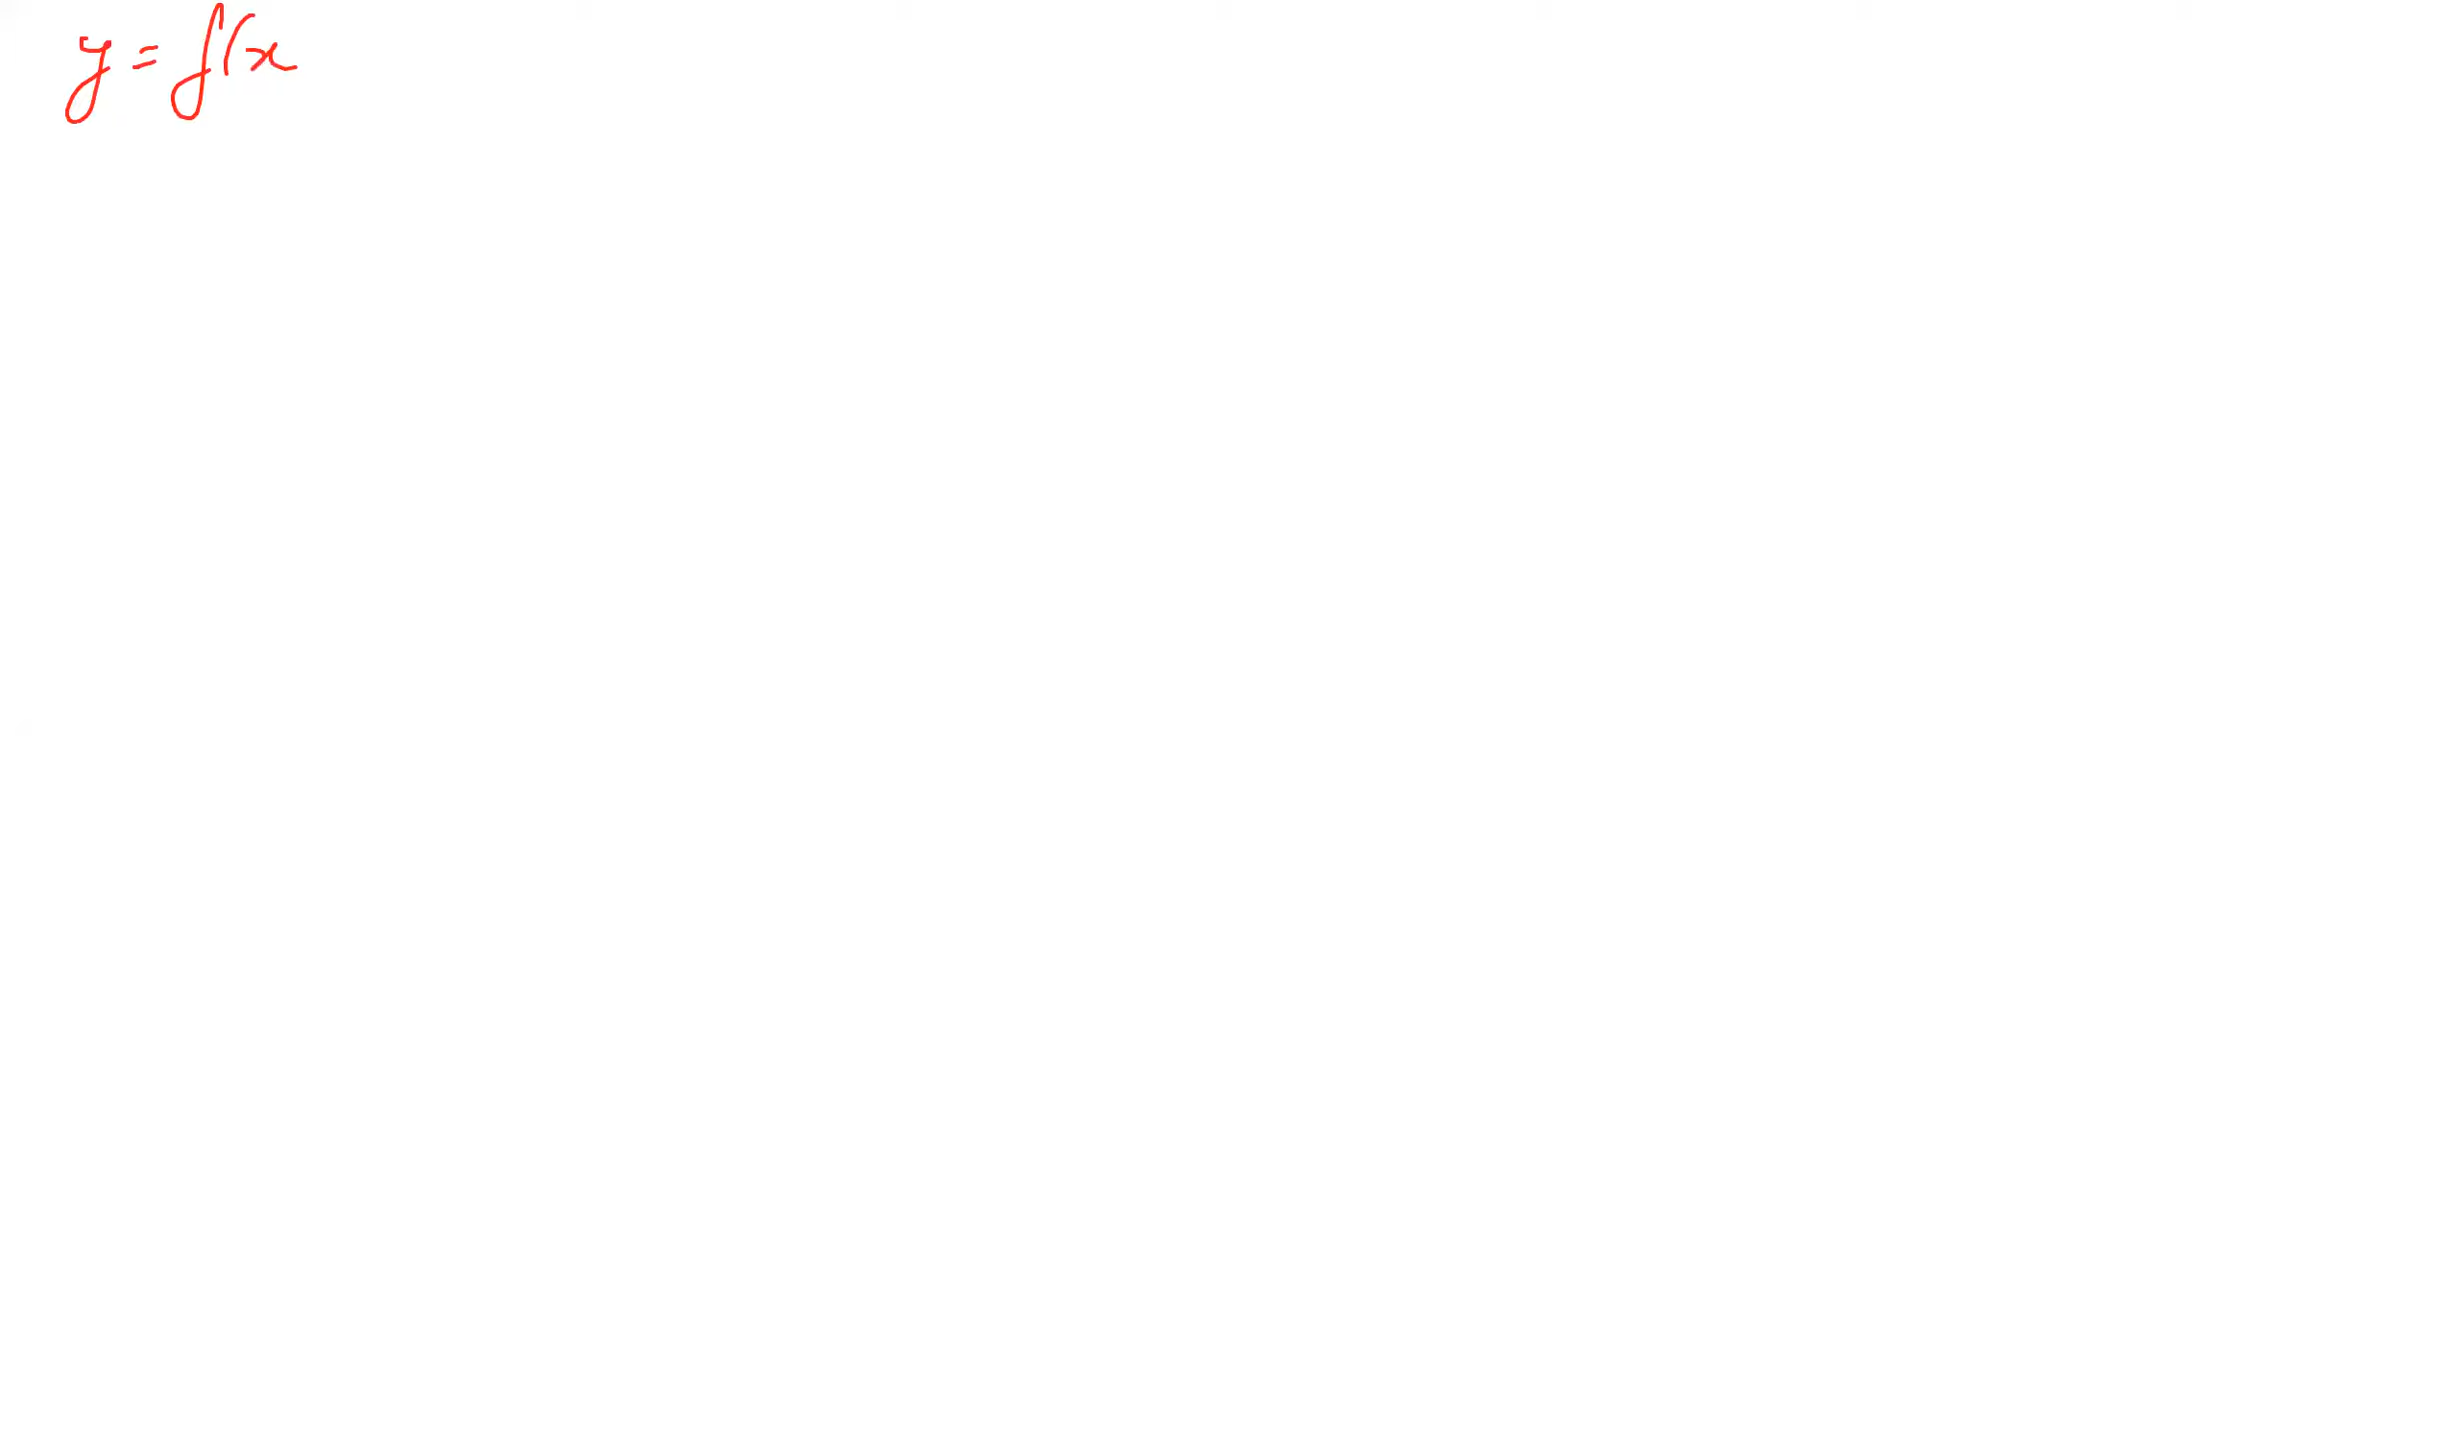 y = f(x